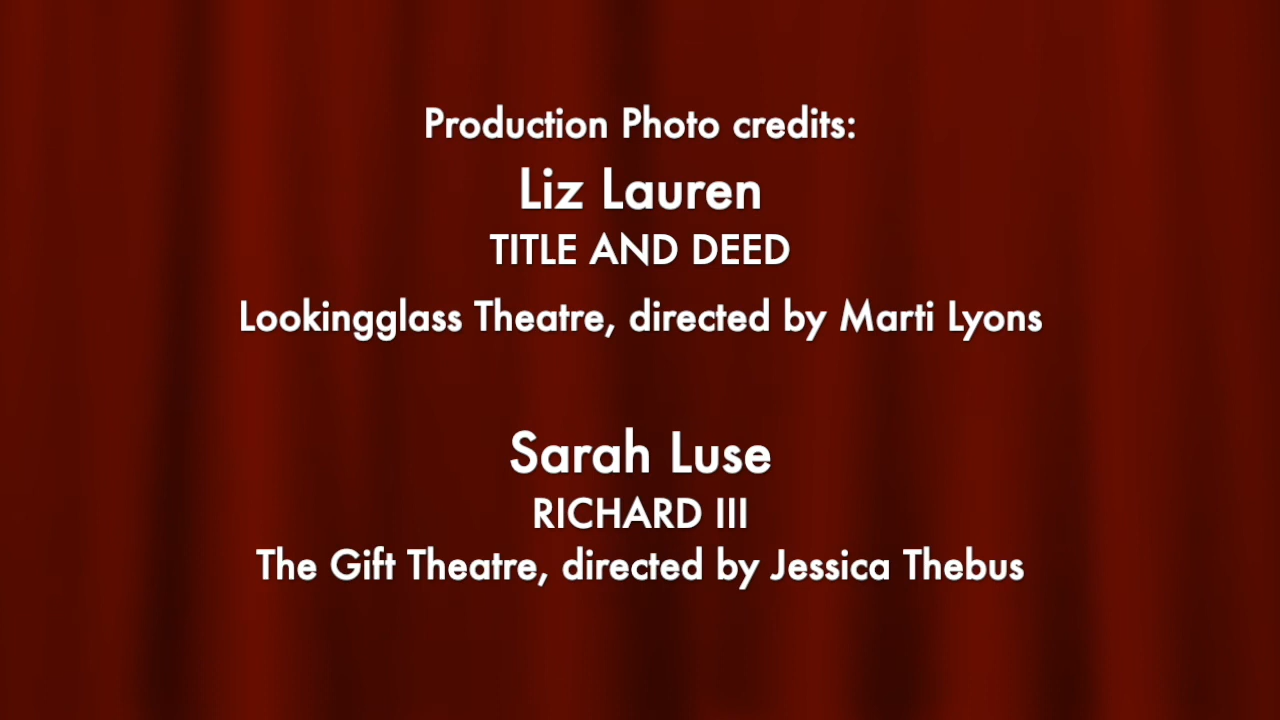 Production Photo credits:
Liz Lauren
TITLE AND DEED
Lookingglass Theatre, directed by Marti Lyons
Sarah Luse
RICHARD III
The Gift Theatre, directed by Jessica Thebus